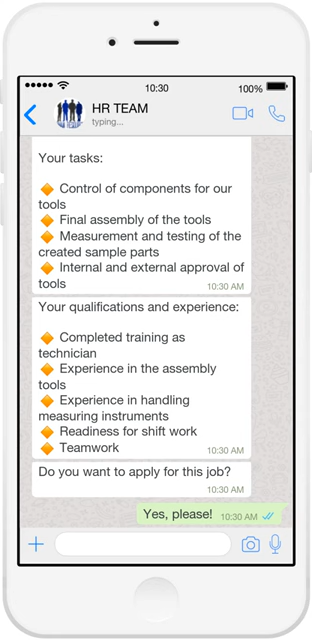 10:30
100%
HR TEAM
typing...
Your tasks:
🔶 Control of components for our
tools
🔶 Final assembly of the tools
🔶 Measurement and testing of the
created sample parts
🔶 Internal and external approval of
tools
10:30 AM
Your qualifications and experience:
🔶 Completed training as
technician
🔶 Experience in the assembly
tools
🔶 Experience in handling
measuring instruments
🔶 Readiness for shift work
🔶 Teamwork
10:30 AM
Do you want to apply for this job?
10:30 AM
Yes, please! 10:30 AM